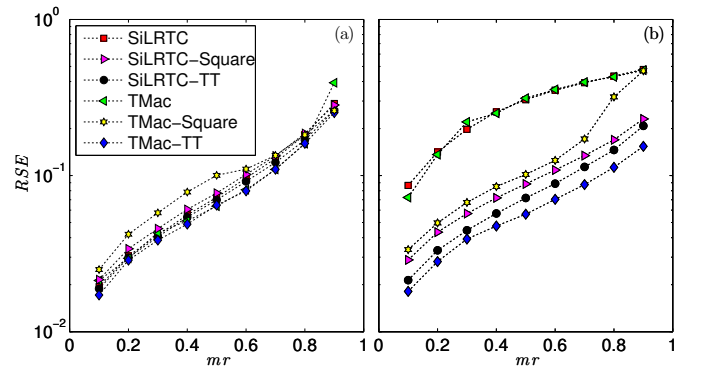 10^0
(a)
(b)
SiLRTC
SiLRTC−Square
SiLRTC−TT
TMac
TMac−Square
TMac−TT
10^−1
RSE
10^−2
0 0.2 0.4 0.6 0.8 1
0 0.2 0.4 0.6 0.8 1
mr
mr